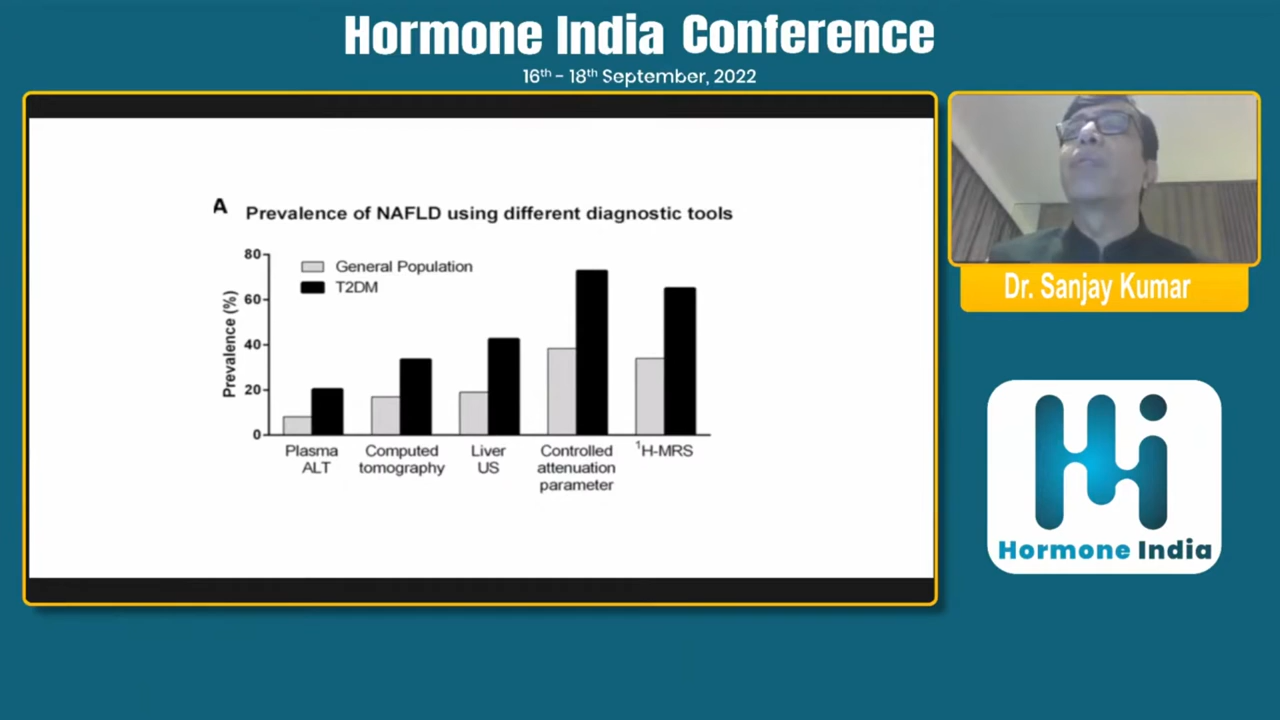 Hormone India Conference
16th - 18th September, 2022
A Prevalence of NAFLD using different diagnostic tools
Prevalence (%)
80
60
40
20
0
General Population
T2DM
Plasma ALT
Computed tomography
Liver US
Controlled attenuation parameter
1H-MRS
Dr. Sanjay Kumar
Hormone India